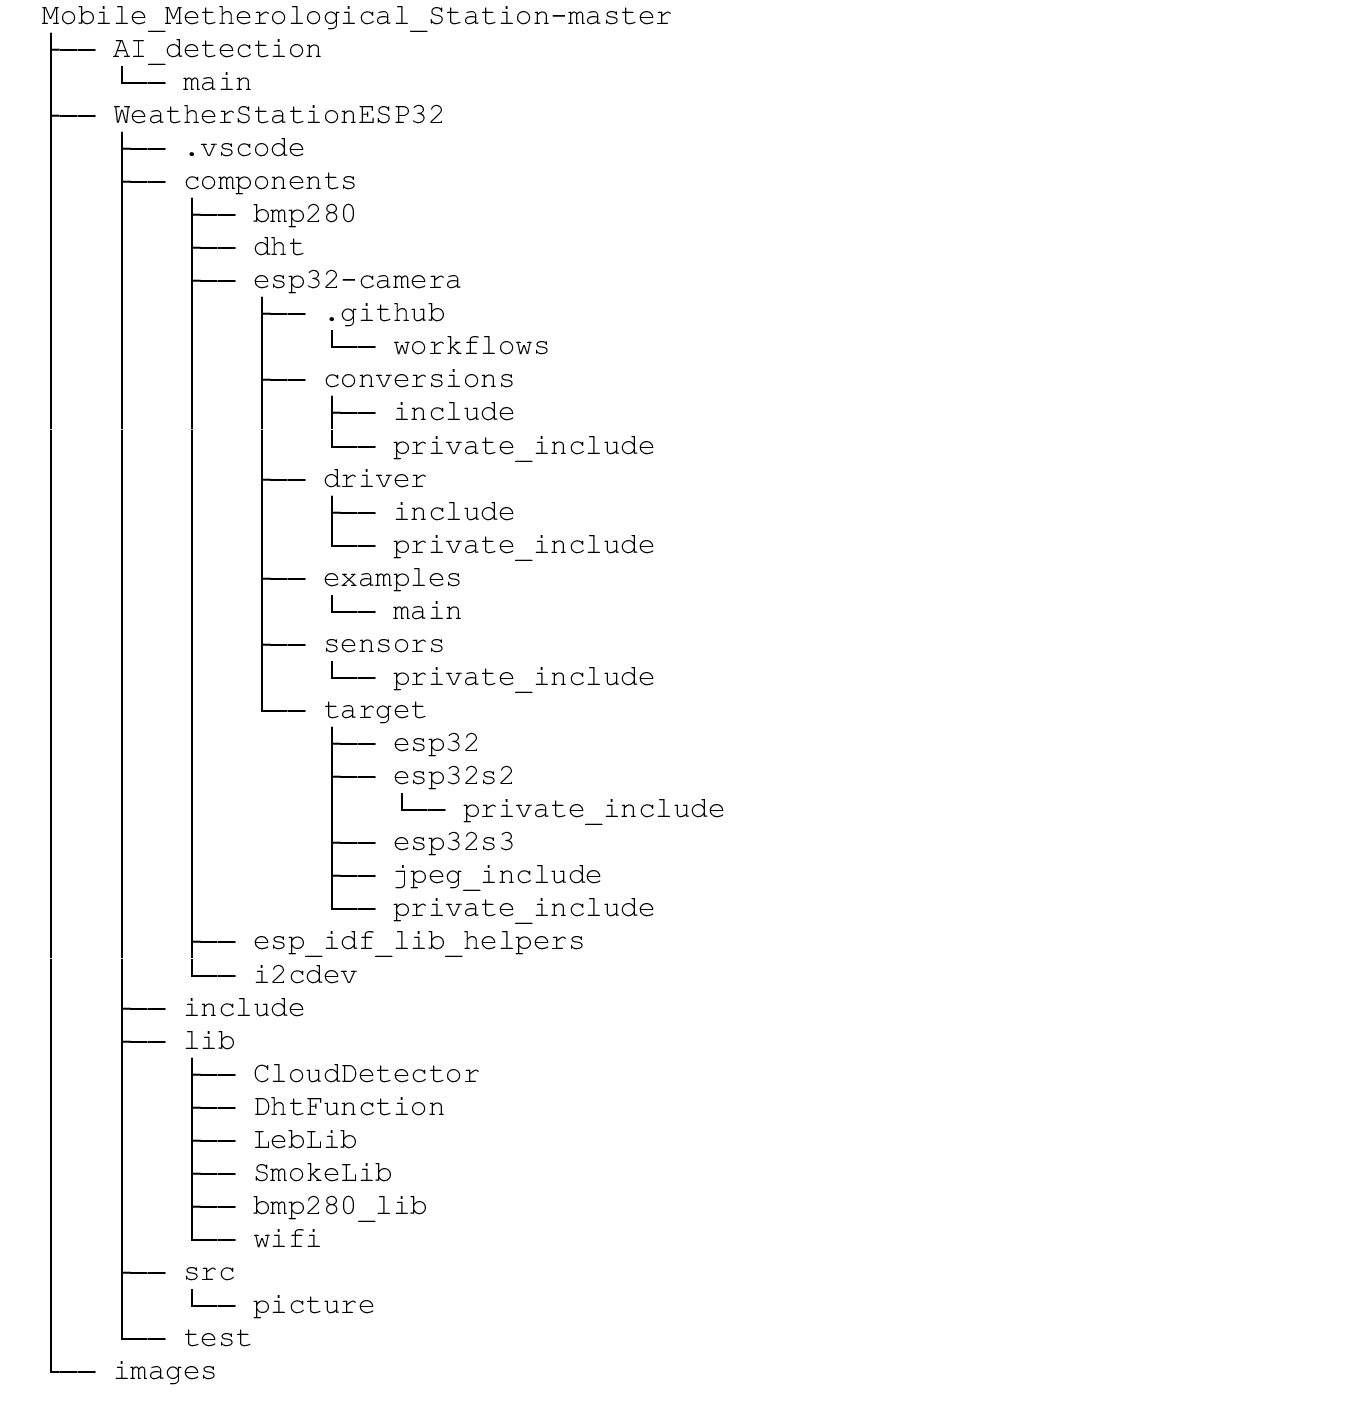 Mobile_Metherological_Station-master
├── AI_detection
│   └── main
├── WeatherStationESP32
│   ├── .vscode
│   ├── components
│   │   ├── bmp280
│   │   ├── dht
│   │   ├── esp32-camera
│   │   │   ├── .github
│   │   │   │   └── workflows
│   │   │   ├── conversions
│   │   │   │   ├── include
│   │   │   │   └── private_include
│   │   │   ├── driver
│   │   │   │   ├── include
│   │   │   │   └── private_include
│   │   │   ├── examples
│   │   │   │   └── main
│   │   │   ├── sensors
│   │   │   │   └── private_include
│   │   │   └── target
│   │   │       ├── esp32
│   │   │       ├── esp32s2
│   │   │       │   └── private_include
│   │   │       ├── esp32s3
│   │   │       ├── jpeg_include
│   │   │       └── private_include
│   │   ├── esp_idf_lib_helpers
│   │   └── i2cdev
│   ├── include
│   ├── lib
│   │   ├── CloudDetector
│   │   ├── DhtFunction
│   │   ├── LebLib
│   │   ├── SmokeLib
│   │   ├── bmp280_lib
│   │   └── wifi
│   ├── src
│   │   └── picture
│   └── test
└── images